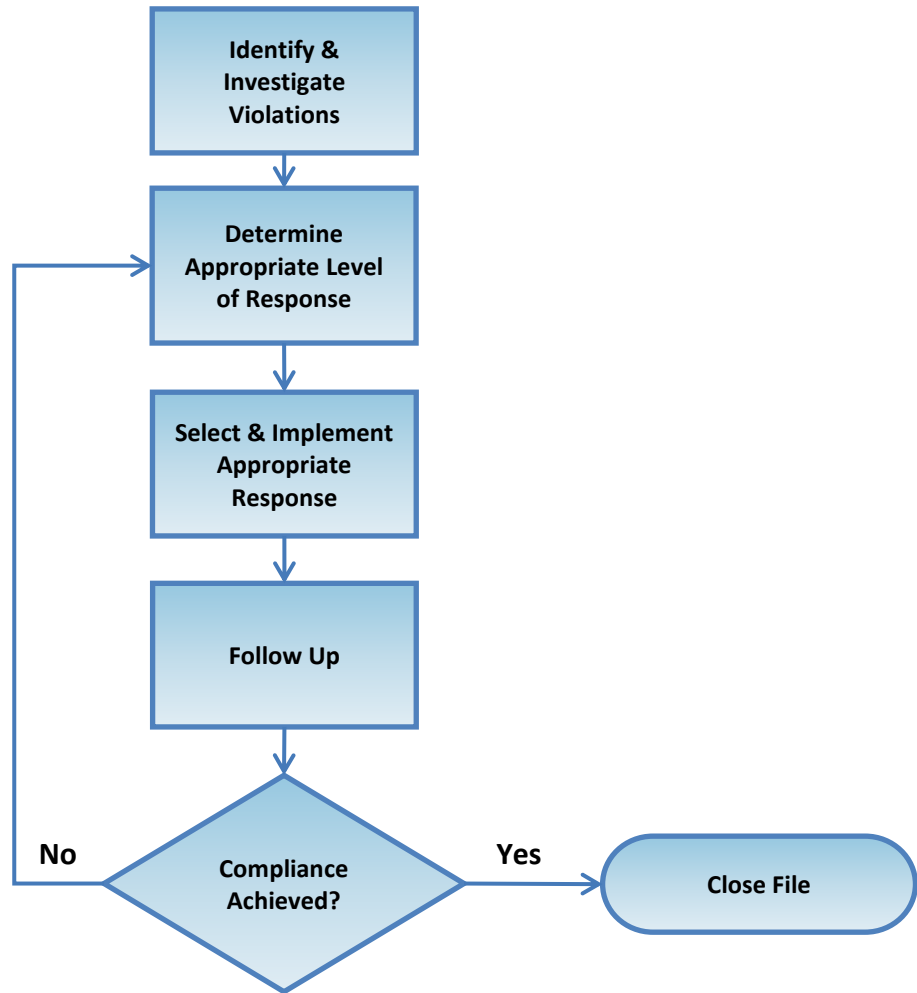 Identify &
Investigate
Violations
Determine
Appropriate Level
of Response
Select & Implement
Appropriate
Response
Follow Up
No
Compliance
Achieved?
Yes
Close File